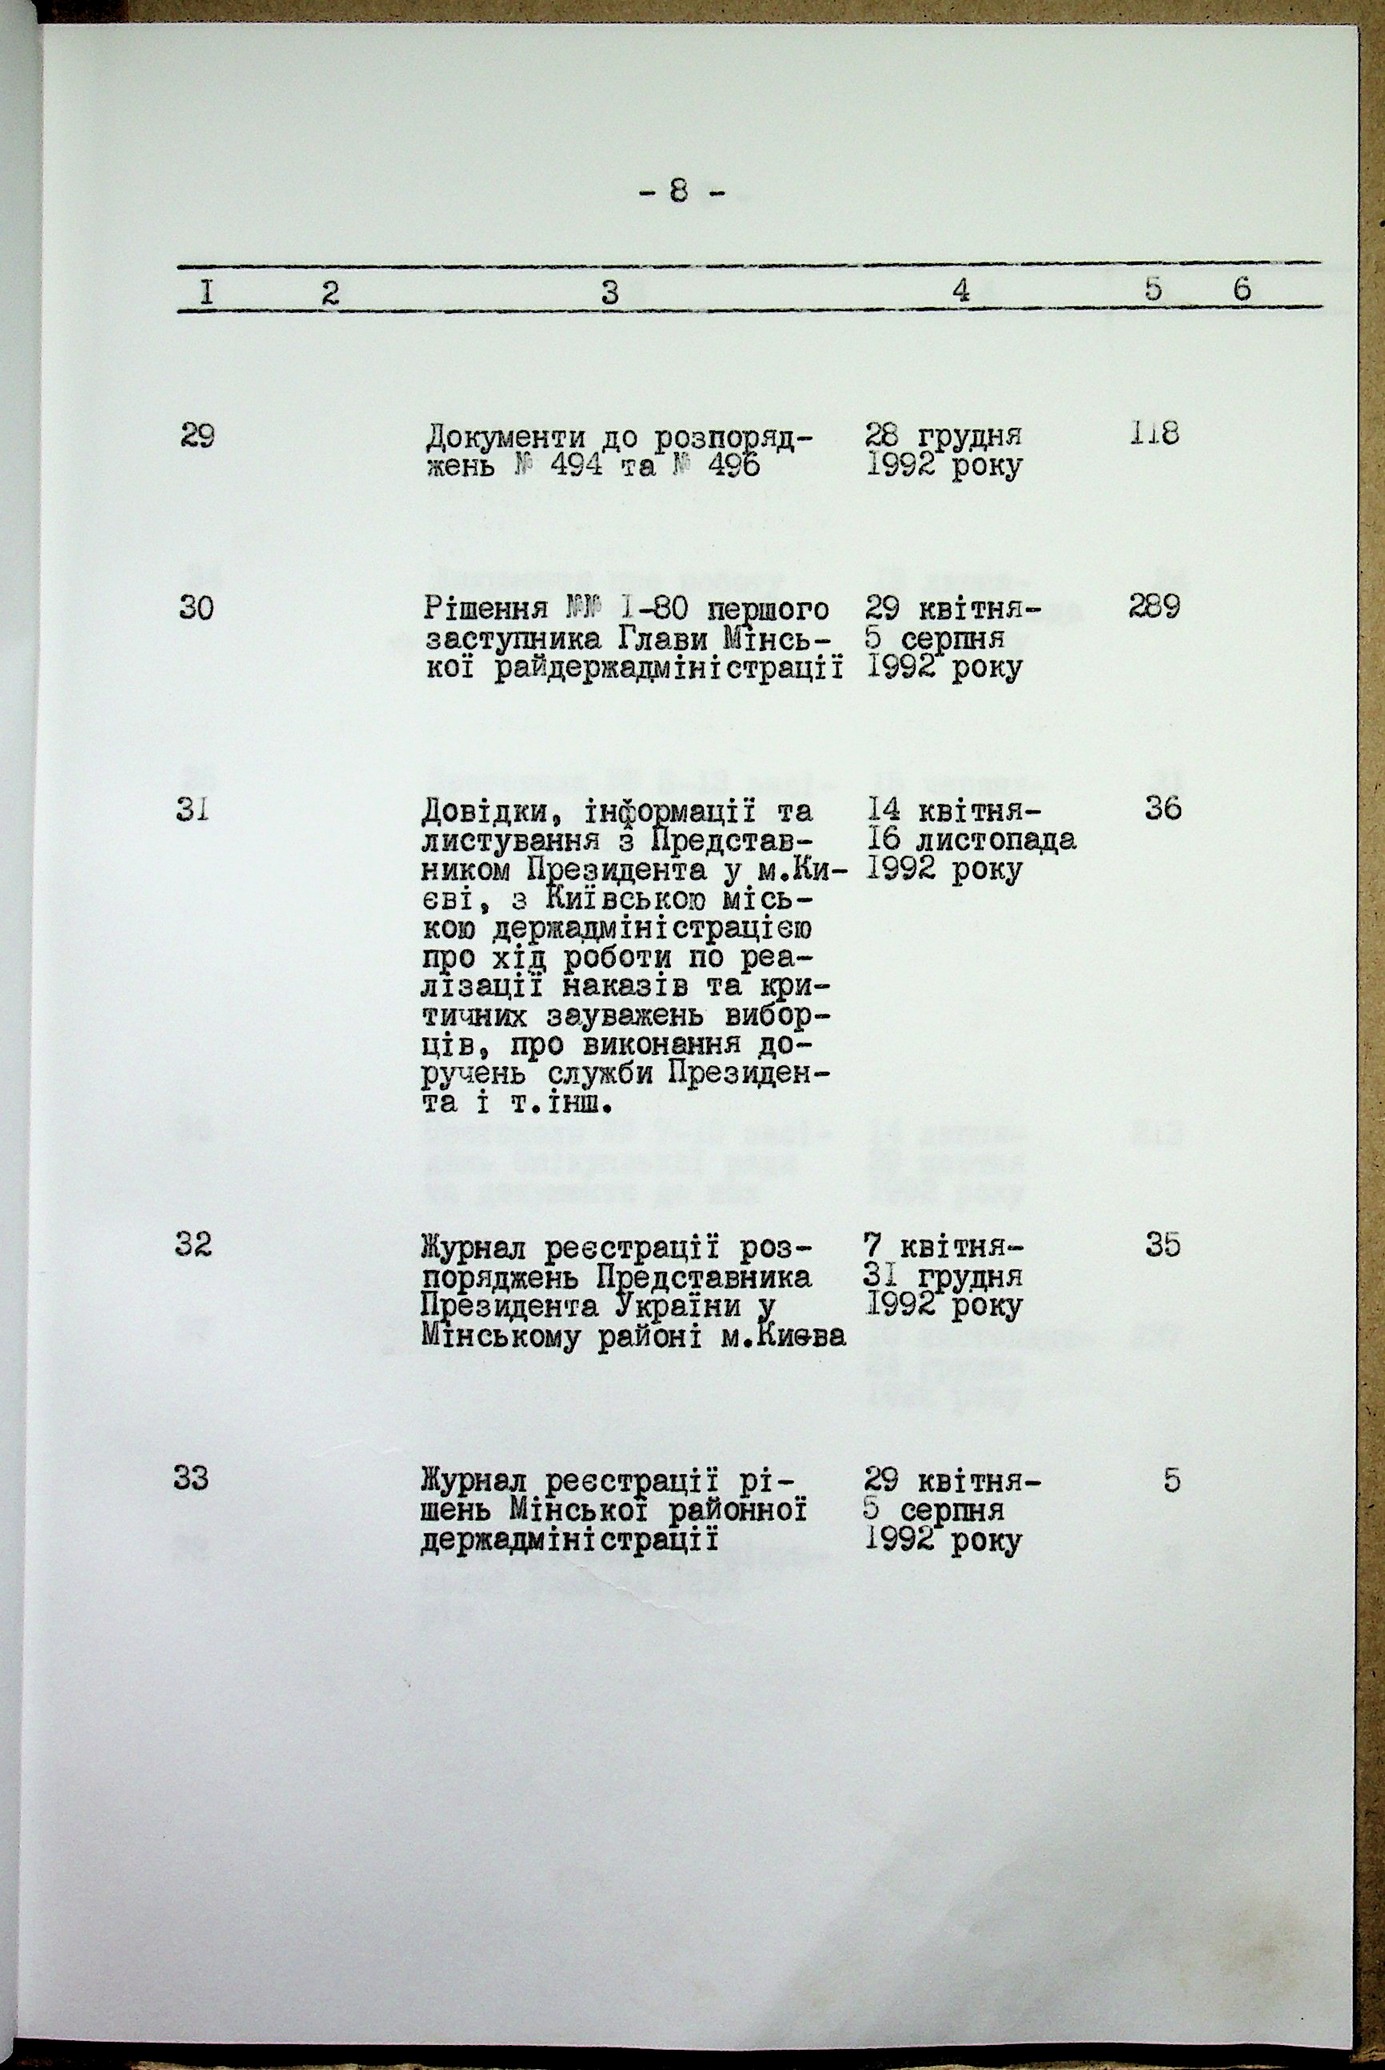 - 8 -
I 2 3 4 5 6
29 Документи до розпоряд- 28 грудня 118
жень № 494 та № 496 1992 року
30 Рішення №№ I-80 першого 29 квітня- 289
заступника Глави Мінсь- 5 серпня
кої райдержадміністрації 1992 року
31 Довідки, інформації та 14 квітня- 36
листування з Представ- 16 листопада
ником Президента у м.Ки- 1992 року
єві, з Київською місь-
кою держадміністрацією
про хід роботи по реа-
лізації наказів та кри-
тичних зауважень вибор-
ців, про виконання до-
ручень служби Президен-
та і т.інш.
32 Журнал реєстрації роз- 7 квітня- 35
поряджень Представника 31 грудня
Президента України у 1992 року
Мінському районі м.Києва
33 Журнал реєстрації рі- 29 квітня- 5
шень Мінської районної 5 серпня
держадміністрації 1992 року